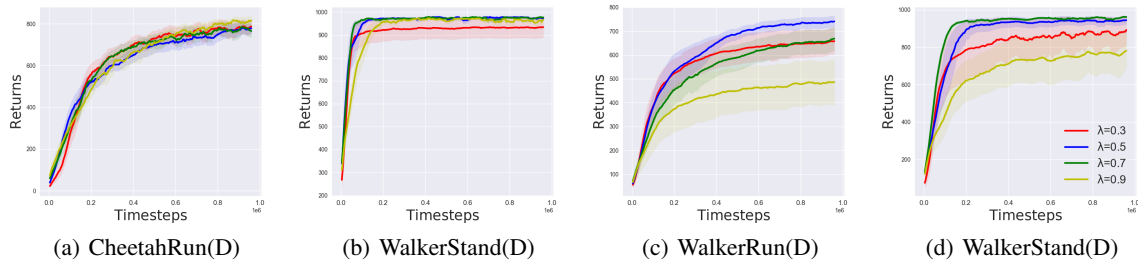 800
600
400
200
0
Returns
0.0 0.2 0.4 0.6 0.8 1.0
1e6
Timesteps
(a) CheetahRun(D)
1000
900
800
700
600
500
400
300
200
Returns
0.0 0.2 0.4 0.6 0.8 1.0
1e6
Timesteps
(b) WalkerStand(D)
800
700
600
500
400
300
200
100
0
Returns
0.0 0.2 0.4 0.6 0.8 1.0
1e6
Timesteps
(c) WalkerRun(D)
1000
800
600
400
200
Returns
λ=0.3
λ=0.5
λ=0.7
λ=0.9
0.0 0.2 0.4 0.6 0.8 1.0
1e6
Timesteps
(d) WalkerStand(D)